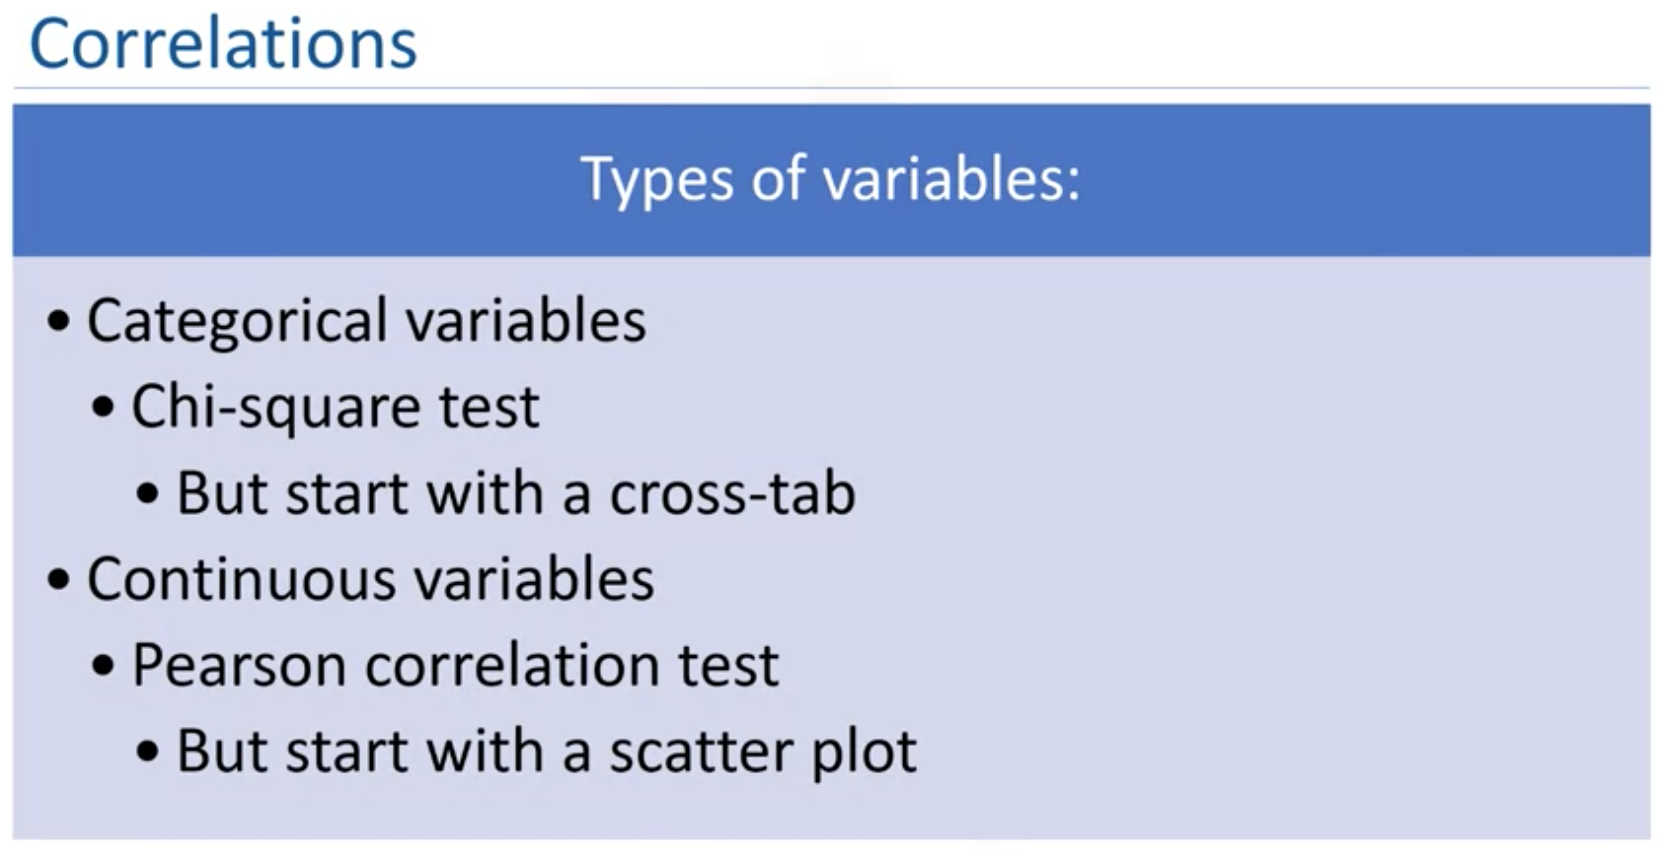 Correlations
Types of variables:
• Categorical variables
• Chi-square test
• But start with a cross-tab
• Continuous variables
• Pearson correlation test
• But start with a scatter plot